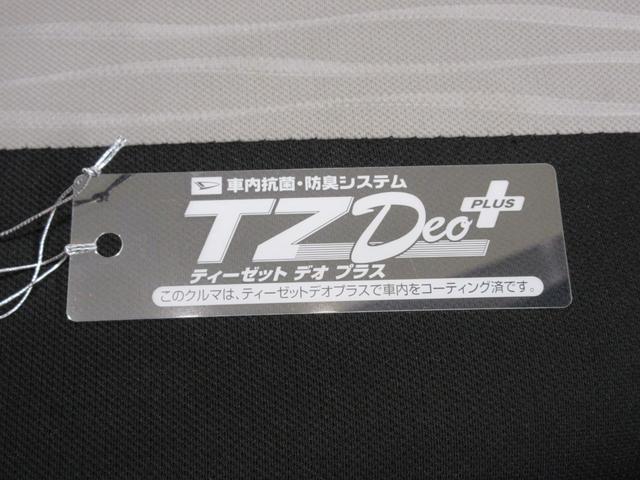 車内抗菌・防臭システム
TZ Deo PLUS
ティーゼット デオ プラス
このクルマは、ティーゼットデオプラスで車内をコーティング済です。